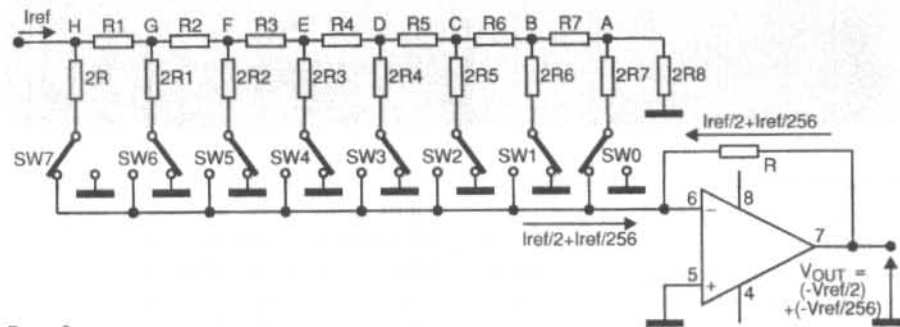 Iref H R1 G R2 F R3 E R4 D R5 C R6 B R7 A
2R 2R1 2R2 2R3 2R4 2R5 2R6 2R7 2R8
SW7 SW6 SW5 SW4 SW3 SW2 SW1 SW0
Iref/2+Iref/256
R
Iref/2+Iref/256
6 − 8 7
5 + 4
VOUT =
(-Vref/2)
+(-Vref/256)